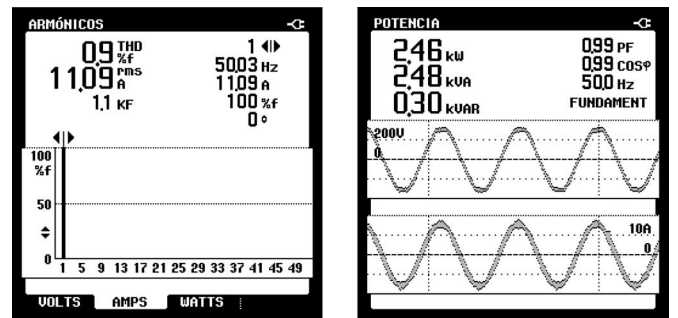 ARMÓNICOS
0,9 THD %f
11,09 rms A
1,1 KF
1
50,03 Hz
11,09 A
100 %f
0 °
100
%f
50
0
1 5 9 13 17 21 25 29 33 37 41 45 49
VOLTS AMPS WATTS
POTENCIA
2,46 kW
2,48 kVA
0,30 kVAR
0,99 PF
0,99 COSφ
50,0 Hz
FUNDAMENT
200V
0
10A
0